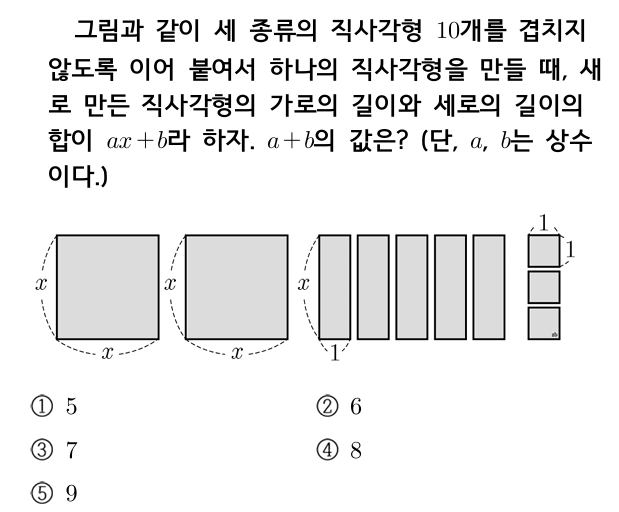 그림과 같이 세 종류의 직사각형 10개를 겹치지
않도록 이어 붙여서 하나의 직사각형을 만들 때, 새
로 만든 직사각형의 가로의 길이와 세로의 길이의
합이 ax+b라 하자. a+b의 값은? (단, a, b는 상수
이다.)
1
x x x 1
x x 1
① 5 ② 6
③ 7 ④ 8
⑤ 9